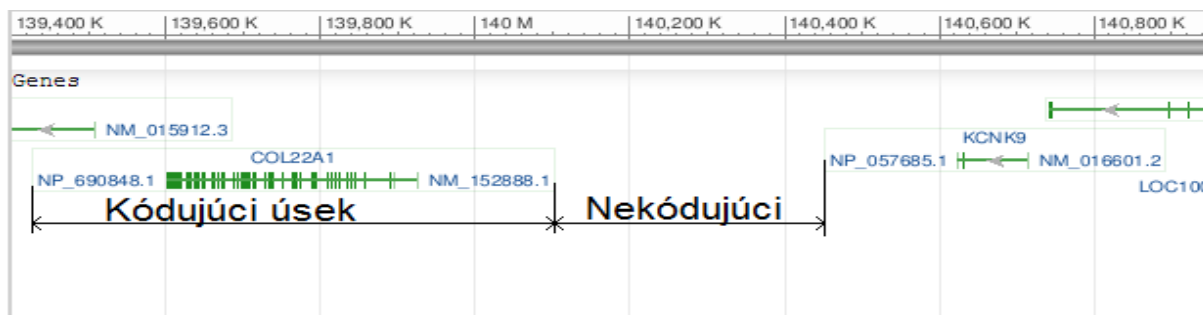 139,400 K 139,600 K 139,800 K 140 M 140,200 K 140,400 K 140,600 K 140,800 K
Genes
NM_015912.3
COL22A1
KCNK9
NP_690848.1 NM_152888.1
NP_057685.1 NM_016601.2
LOC100
Kódujúci úsek Nekódujúci